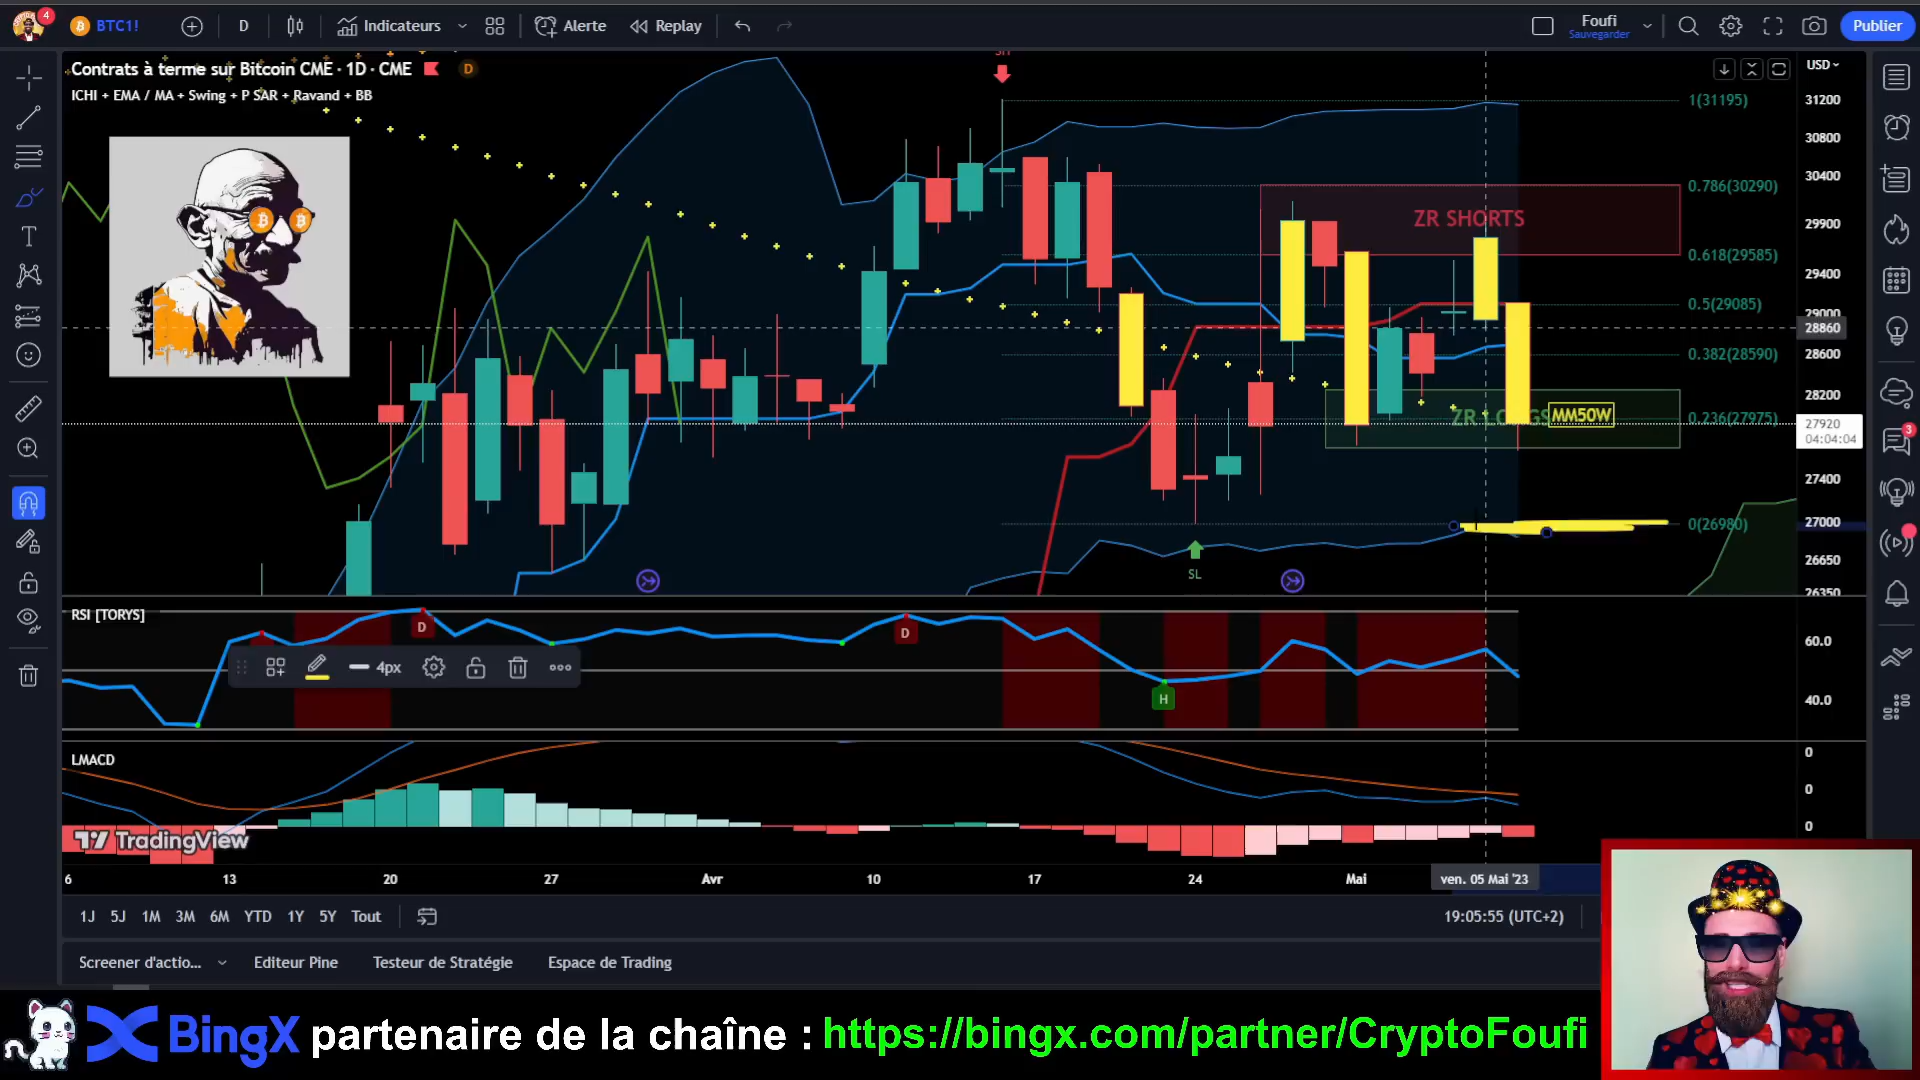 4
BTC1!
D
Indicateurs
Alerte
Replay
Foufi
Sauvegarder
Publier
Contrats à terme sur Bitcoin CME · 1D · CME
D
USD
ICHI + EMA / MA + Swing + P SAR + Ravand + BB
1(31195)
31200
30800
30400
0.786(30290)
ZR SHORTS
29900
0.618(29585)
29400
0.5(29085)
29000
28860
0.382(28590)
28600
28200
ZR LONGS
MM50W
0.236(27975)
27920
04:04:04
3
27400
0(26980)
27000
26650
SL
26350
RSI [TORYS]
D
D
60.0
4px
H
40.0
LMACD
0
0
0
TradingView
6
13
20
27
Avr
10
17
24
Mai
ven. 05 Mai '23
1J
5J
1M
3M
6M
YTD
1Y
5Y
Tout
19:05:55 (UTC+2)
Screener d'actio...
Editeur Pine
Testeur de Stratégie
Espace de Trading
BingX partenaire de la chaîne : https://bingx.com/partner/CryptoFoufi